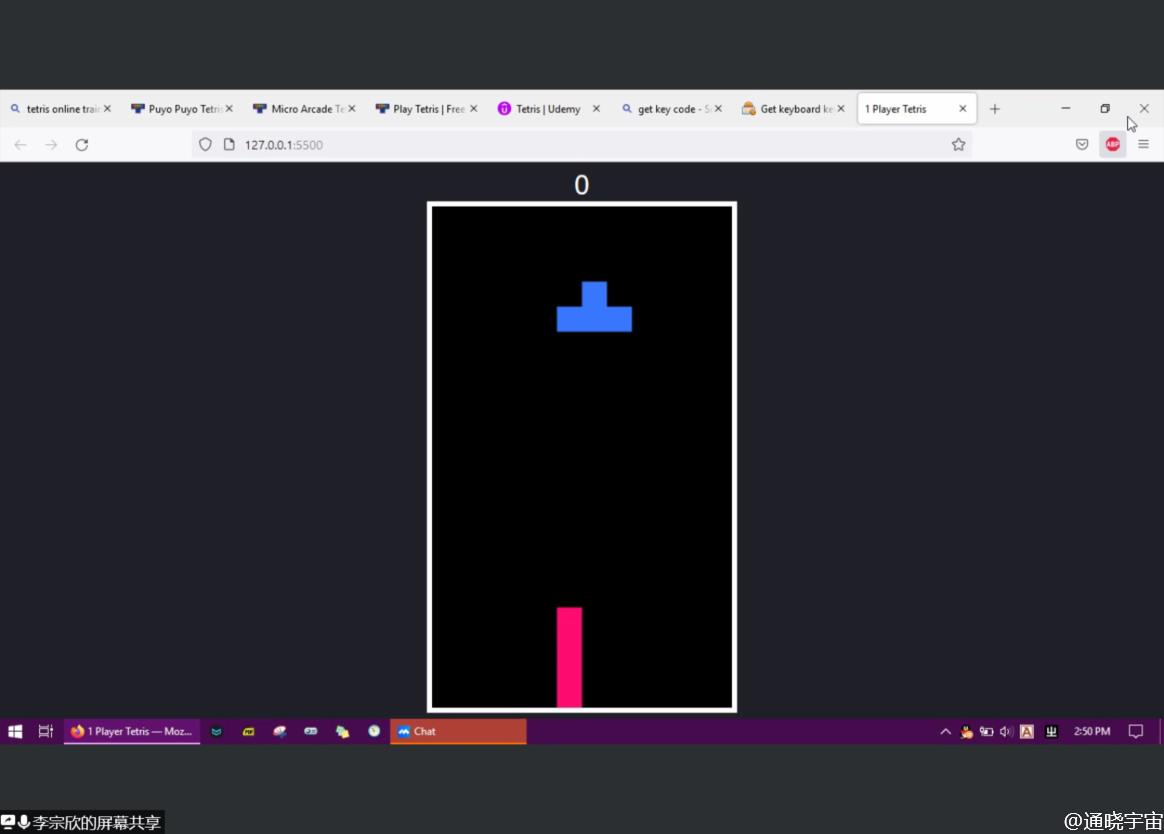 tetris online trai
Puyo Puyo Tetris
Micro Arcade Te
Play Tetris | Free
Tetris | Udemy
get key code - S
Get keyboard ke
1 Player Tetris
127.0.0.1:5500
ABP
0
1 Player Tetris — Moz...
Chat
A
2:50 PM
李宗欣的屏幕共享
@通晓宇宙